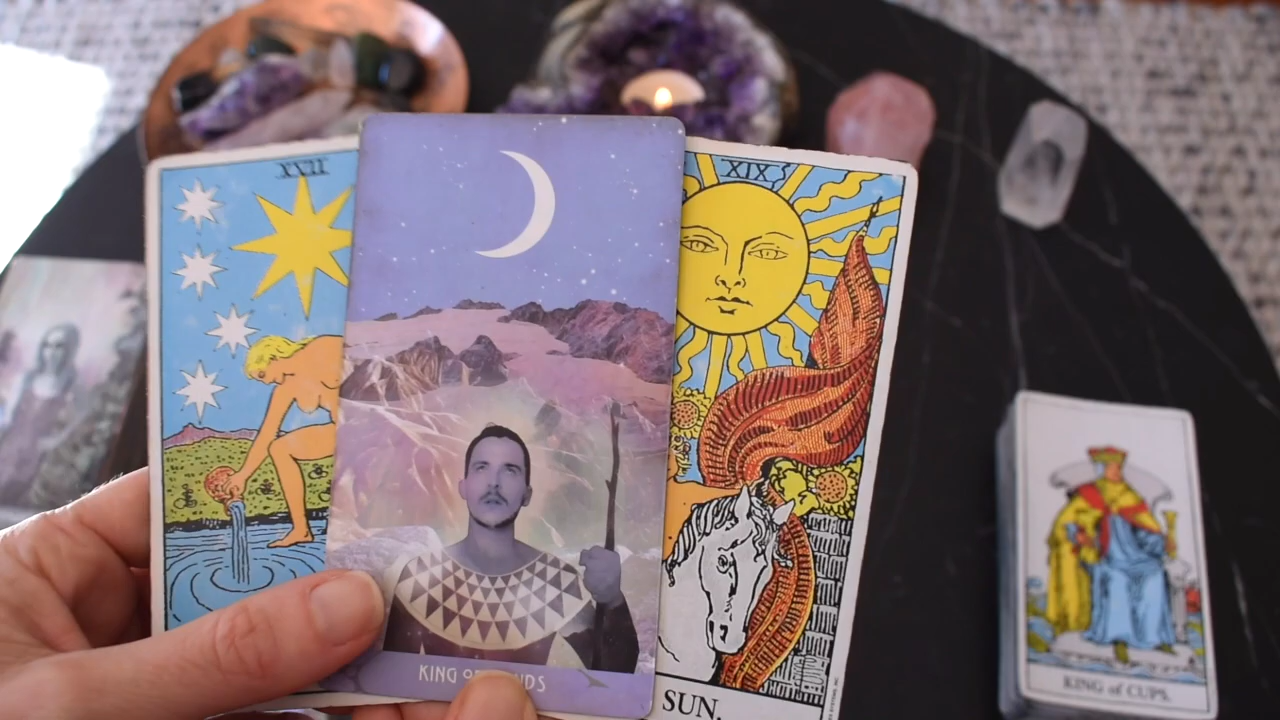 XVII
XIX
KING OF
SUN.
KING of CUPS.